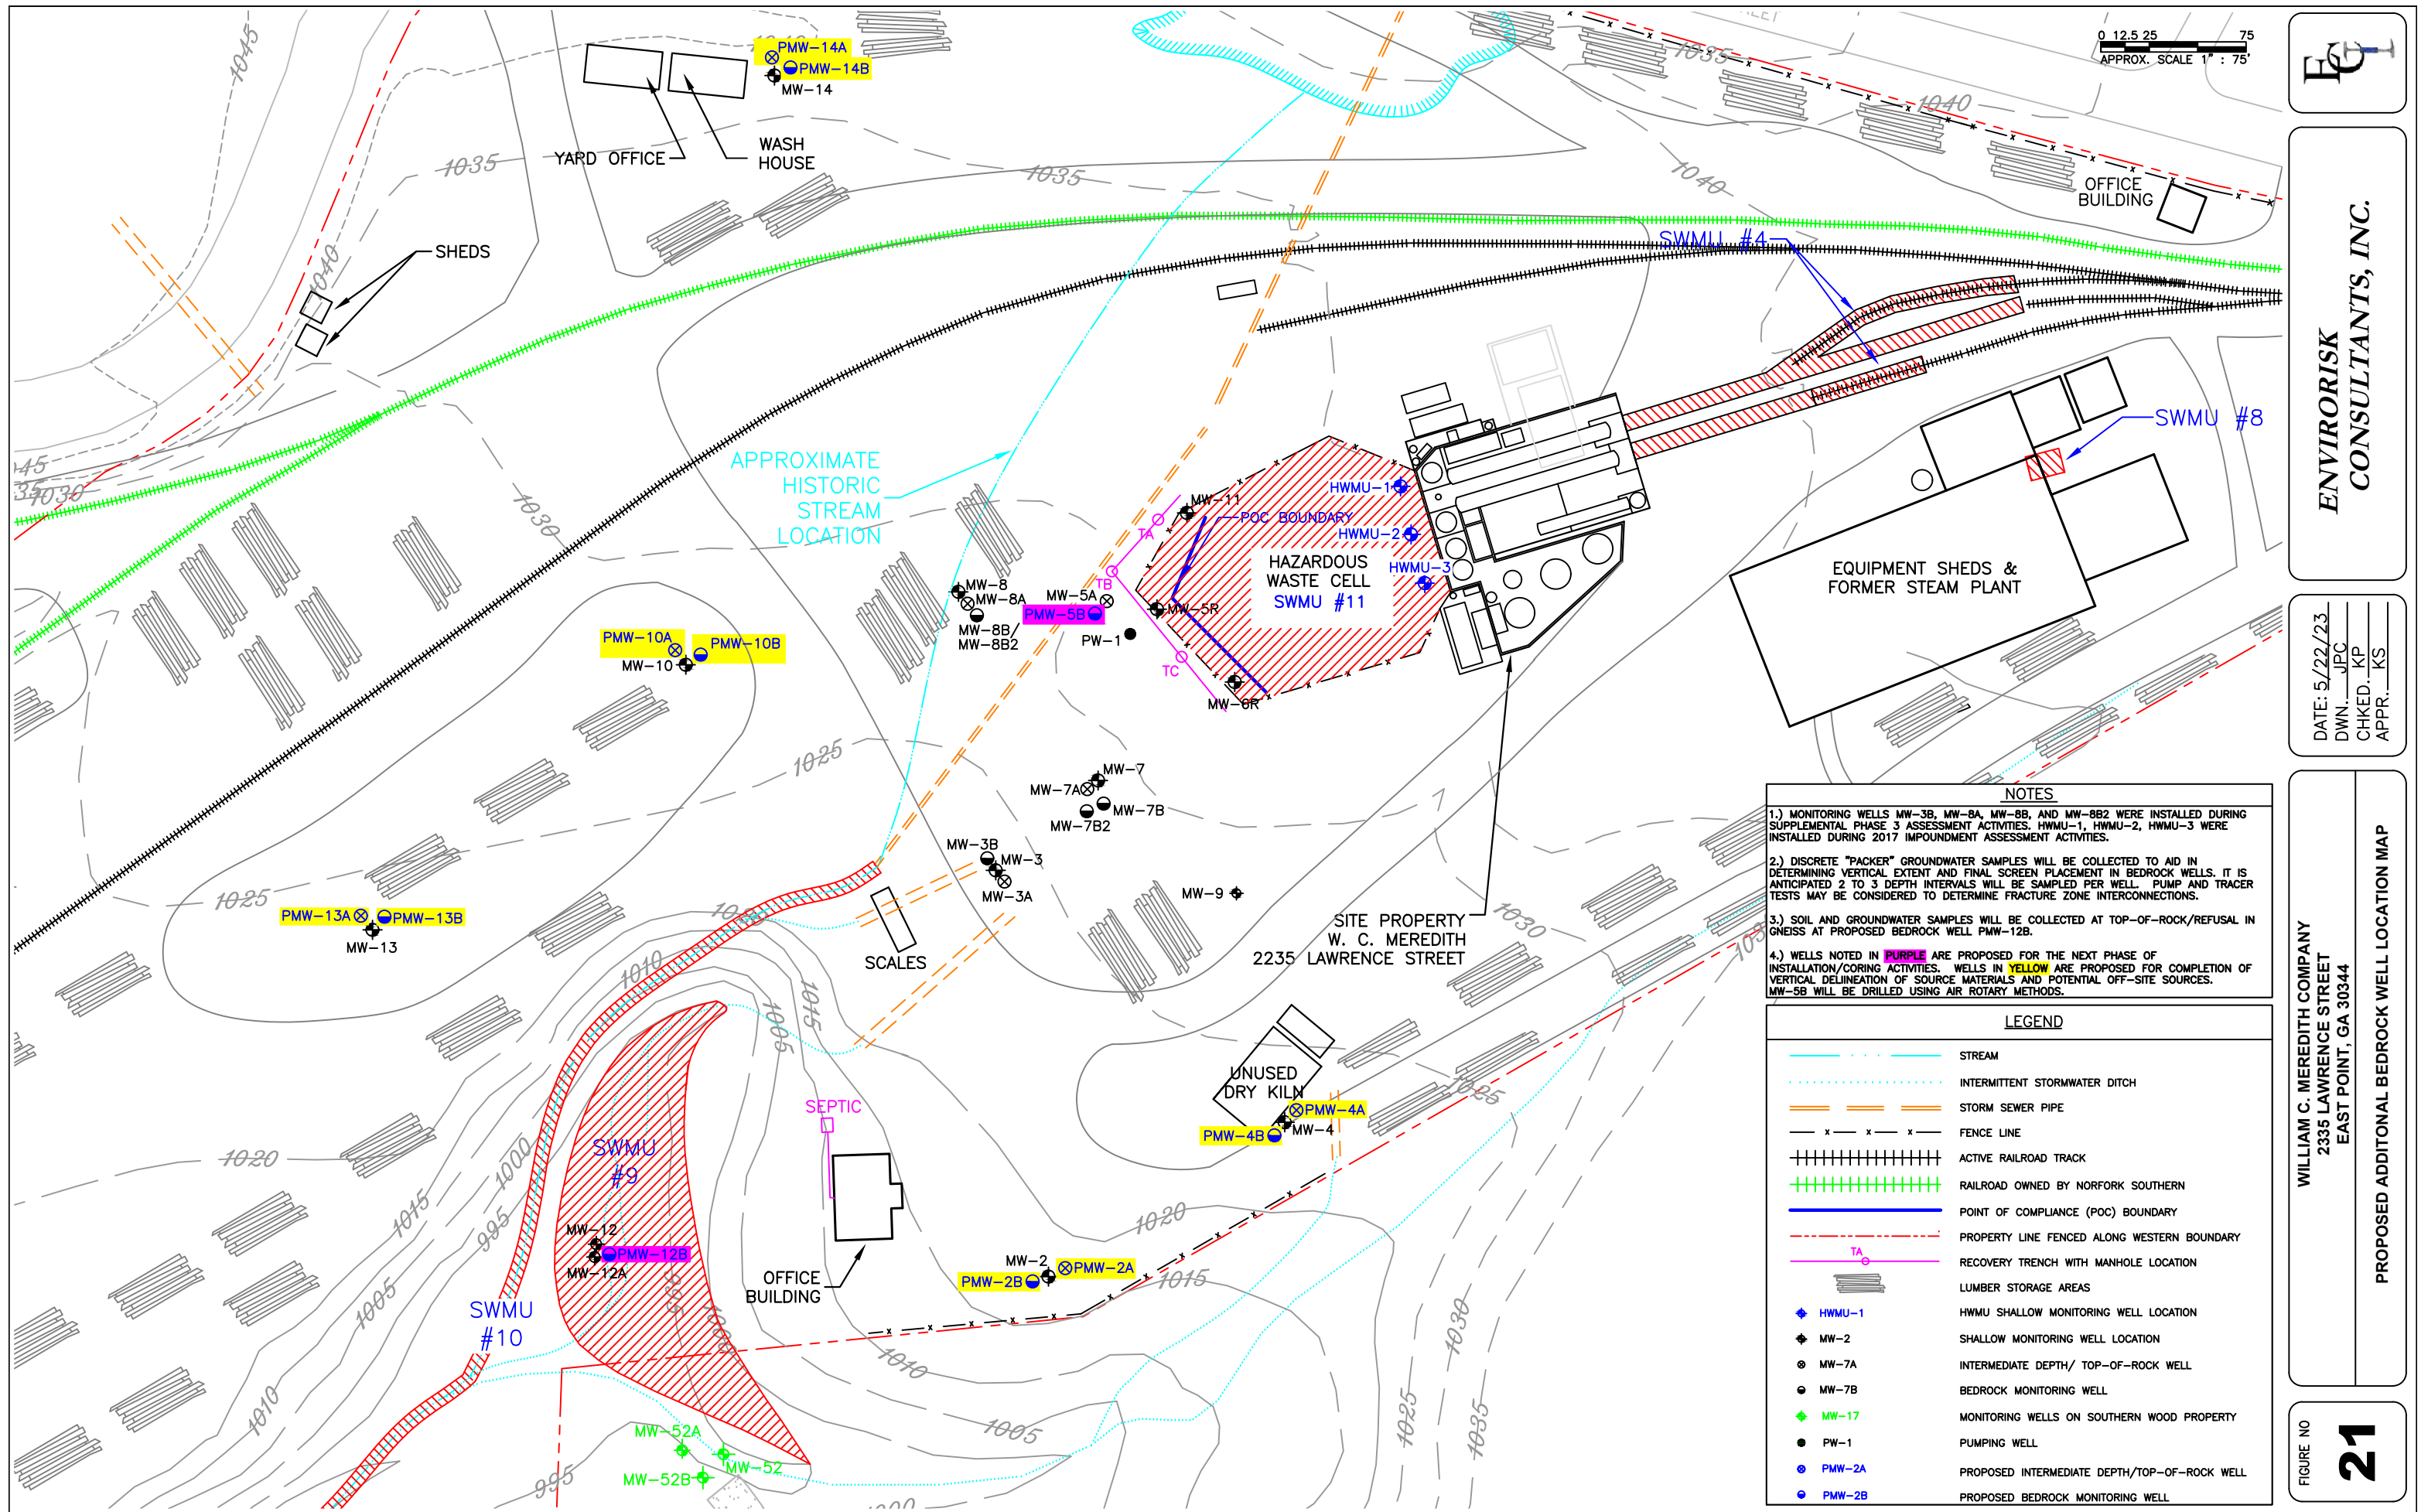 1045
PMW-14A
PMW-14B
MW-14
1035
0 12.5 25 75
APPROX. SCALE 1" : 75'
1040
YARD OFFICE
WASH
HOUSE
1035
1035
1040
OFFICE
BUILDING
SHEDS
1040
SWMU #4
SWMU #8
1030
1030
APPROXIMATE
HISTORIC
STREAM
LOCATION
MW-11
TA
POC BOUNDARY
HWMU-1
HWMU-2
HWMU-3
HAZARDOUS
WASTE CELL
SWMU #11
EQUIPMENT SHEDS &
FORMER STEAM PLANT
MW-8
MW-8A
MW-8B/
MW-8B2
TB
MW-5A
PMW-5B
MW-5R
PW-1
TC
MW-6R
PMW-10A
PMW-10B
MW-10
1025
MW-7
MW-7A
MW-7B
MW-7B2
MW-3B
MW-3
MW-3A
MW-9
1025
PMW-13A
PMW-13B
MW-13
SCALES
SITE PROPERTY
W. C. MEREDITH
2235 LAWRENCE STREET
1030
1010
1015
1005
UNUSED
DRY KILN
1025
PMW-4A
PMW-4B
MW-4
SEPTIC
1020
1000
1015
995
SWMU
#9
MW-12
PMW-12B
MW-12A
995
1000
1005
1010
SWMU
#10
OFFICE
BUILDING
1020
MW-2
PMW-2A
PMW-2B
1015
1010
1030
1025
1035
1005
MW-52A
MW-52
MW-52B
995
NOTES
1.) MONITORING WELLS MW-3B, MW-8A, MW-8B, AND MW-8B2 WERE INSTALLED DURING
SUPPLEMENTAL PHASE 3 ASSESSMENT ACTIVITIES. HWMU-1, HWMU-2, HWMU-3 WERE
INSTALLED DURING 2017 IMPOUNDMENT ASSESSMENT ACTIVITIES.
2.) DISCRETE "PACKER" GROUNDWATER SAMPLES WILL BE COLLECTED TO AID IN
DETERMINING VERTICAL EXTENT AND FINAL SCREEN PLACEMENT IN BEDROCK WELLS. IT IS
ANTICIPATED 2 TO 3 DEPTH INTERVALS WILL BE SAMPLED PER WELL. PUMP AND TRACER
TESTS MAY BE CONSIDERED TO DETERMINE FRACTURE ZONE INTERCONNECTIONS.
3.) SOIL AND GROUNDWATER SAMPLES WILL BE COLLECTED AT TOP-OF-ROCK/REFUSAL IN
GNEISS AT PROPOSED BEDROCK WELL PMW-12B.
4.) WELLS NOTED IN PURPLE ARE PROPOSED FOR THE NEXT PHASE OF
INSTALLATION/CORING ACTIVITIES. WELLS IN YELLOW ARE PROPOSED FOR COMPLETION OF
VERTICAL DELIINEATION OF SOURCE MATERIALS AND POTENTIAL OFF-SITE SOURCES.
MW-5B WILL BE DRILLED USING AIR ROTARY METHODS.
LEGEND
STREAM
INTERMITTENT STORMWATER DITCH
STORM SEWER PIPE
FENCE LINE
ACTIVE RAILROAD TRACK
RAILROAD OWNED BY NORFORK SOUTHERN
POINT OF COMPLIANCE (POC) BOUNDARY
PROPERTY LINE FENCED ALONG WESTERN BOUNDARY
TA RECOVERY TRENCH WITH MANHOLE LOCATION
LUMBER STORAGE AREAS
HWMU-1 HWMU SHALLOW MONITORING WELL LOCATION
MW-2 SHALLOW MONITORING WELL LOCATION
MW-7A INTERMEDIATE DEPTH/ TOP-OF-ROCK WELL
MW-7B BEDROCK MONITORING WELL
MW-17 MONITORING WELLS ON SOUTHERN WOOD PROPERTY
PW-1 PUMPING WELL
PMW-2A PROPOSED INTERMEDIATE DEPTH/TOP-OF-ROCK WELL
PMW-2B PROPOSED BEDROCK MONITORING WELL
ENVIRORISK
CONSULTANTS, INC.
DATE: 5/22/23
DWN. JPC
CHKED. KP
APPR. KS
WILLIAM C. MEREDITH COMPANY
2335 LAWRENCE STREET
EAST POINT, GA 30344
PROPOSED ADDITONAL BEDROCK WELL LOCATION MAP
FIGURE NO
21